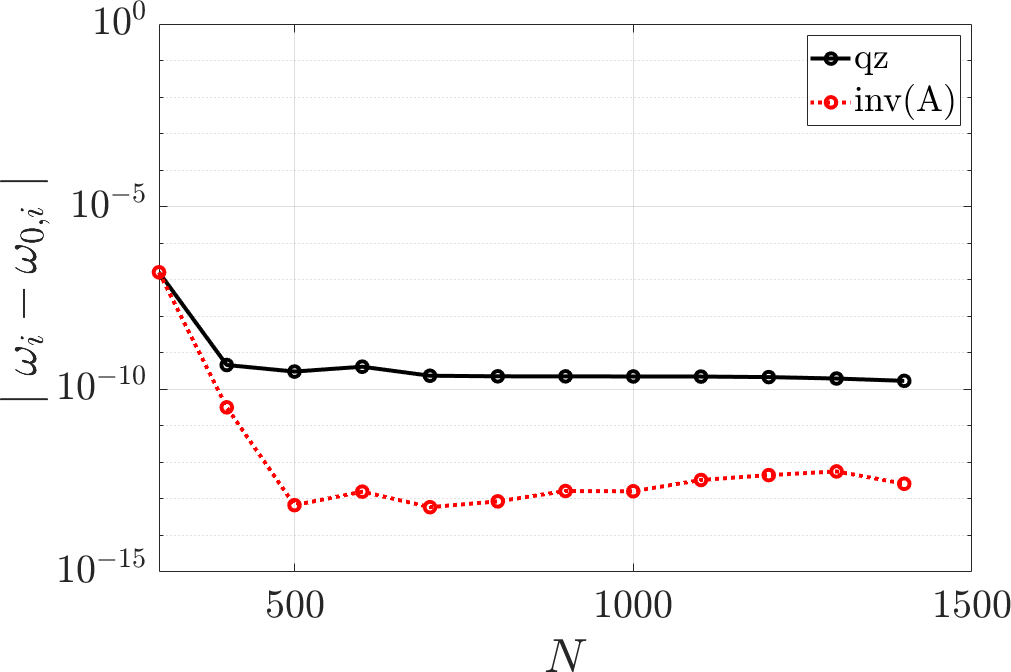 10^0
10^{-5}
10^{-10}
10^{-15}
500
1000
1500
N
| ω_i − ω_{0,i} |
qz
inv(A)